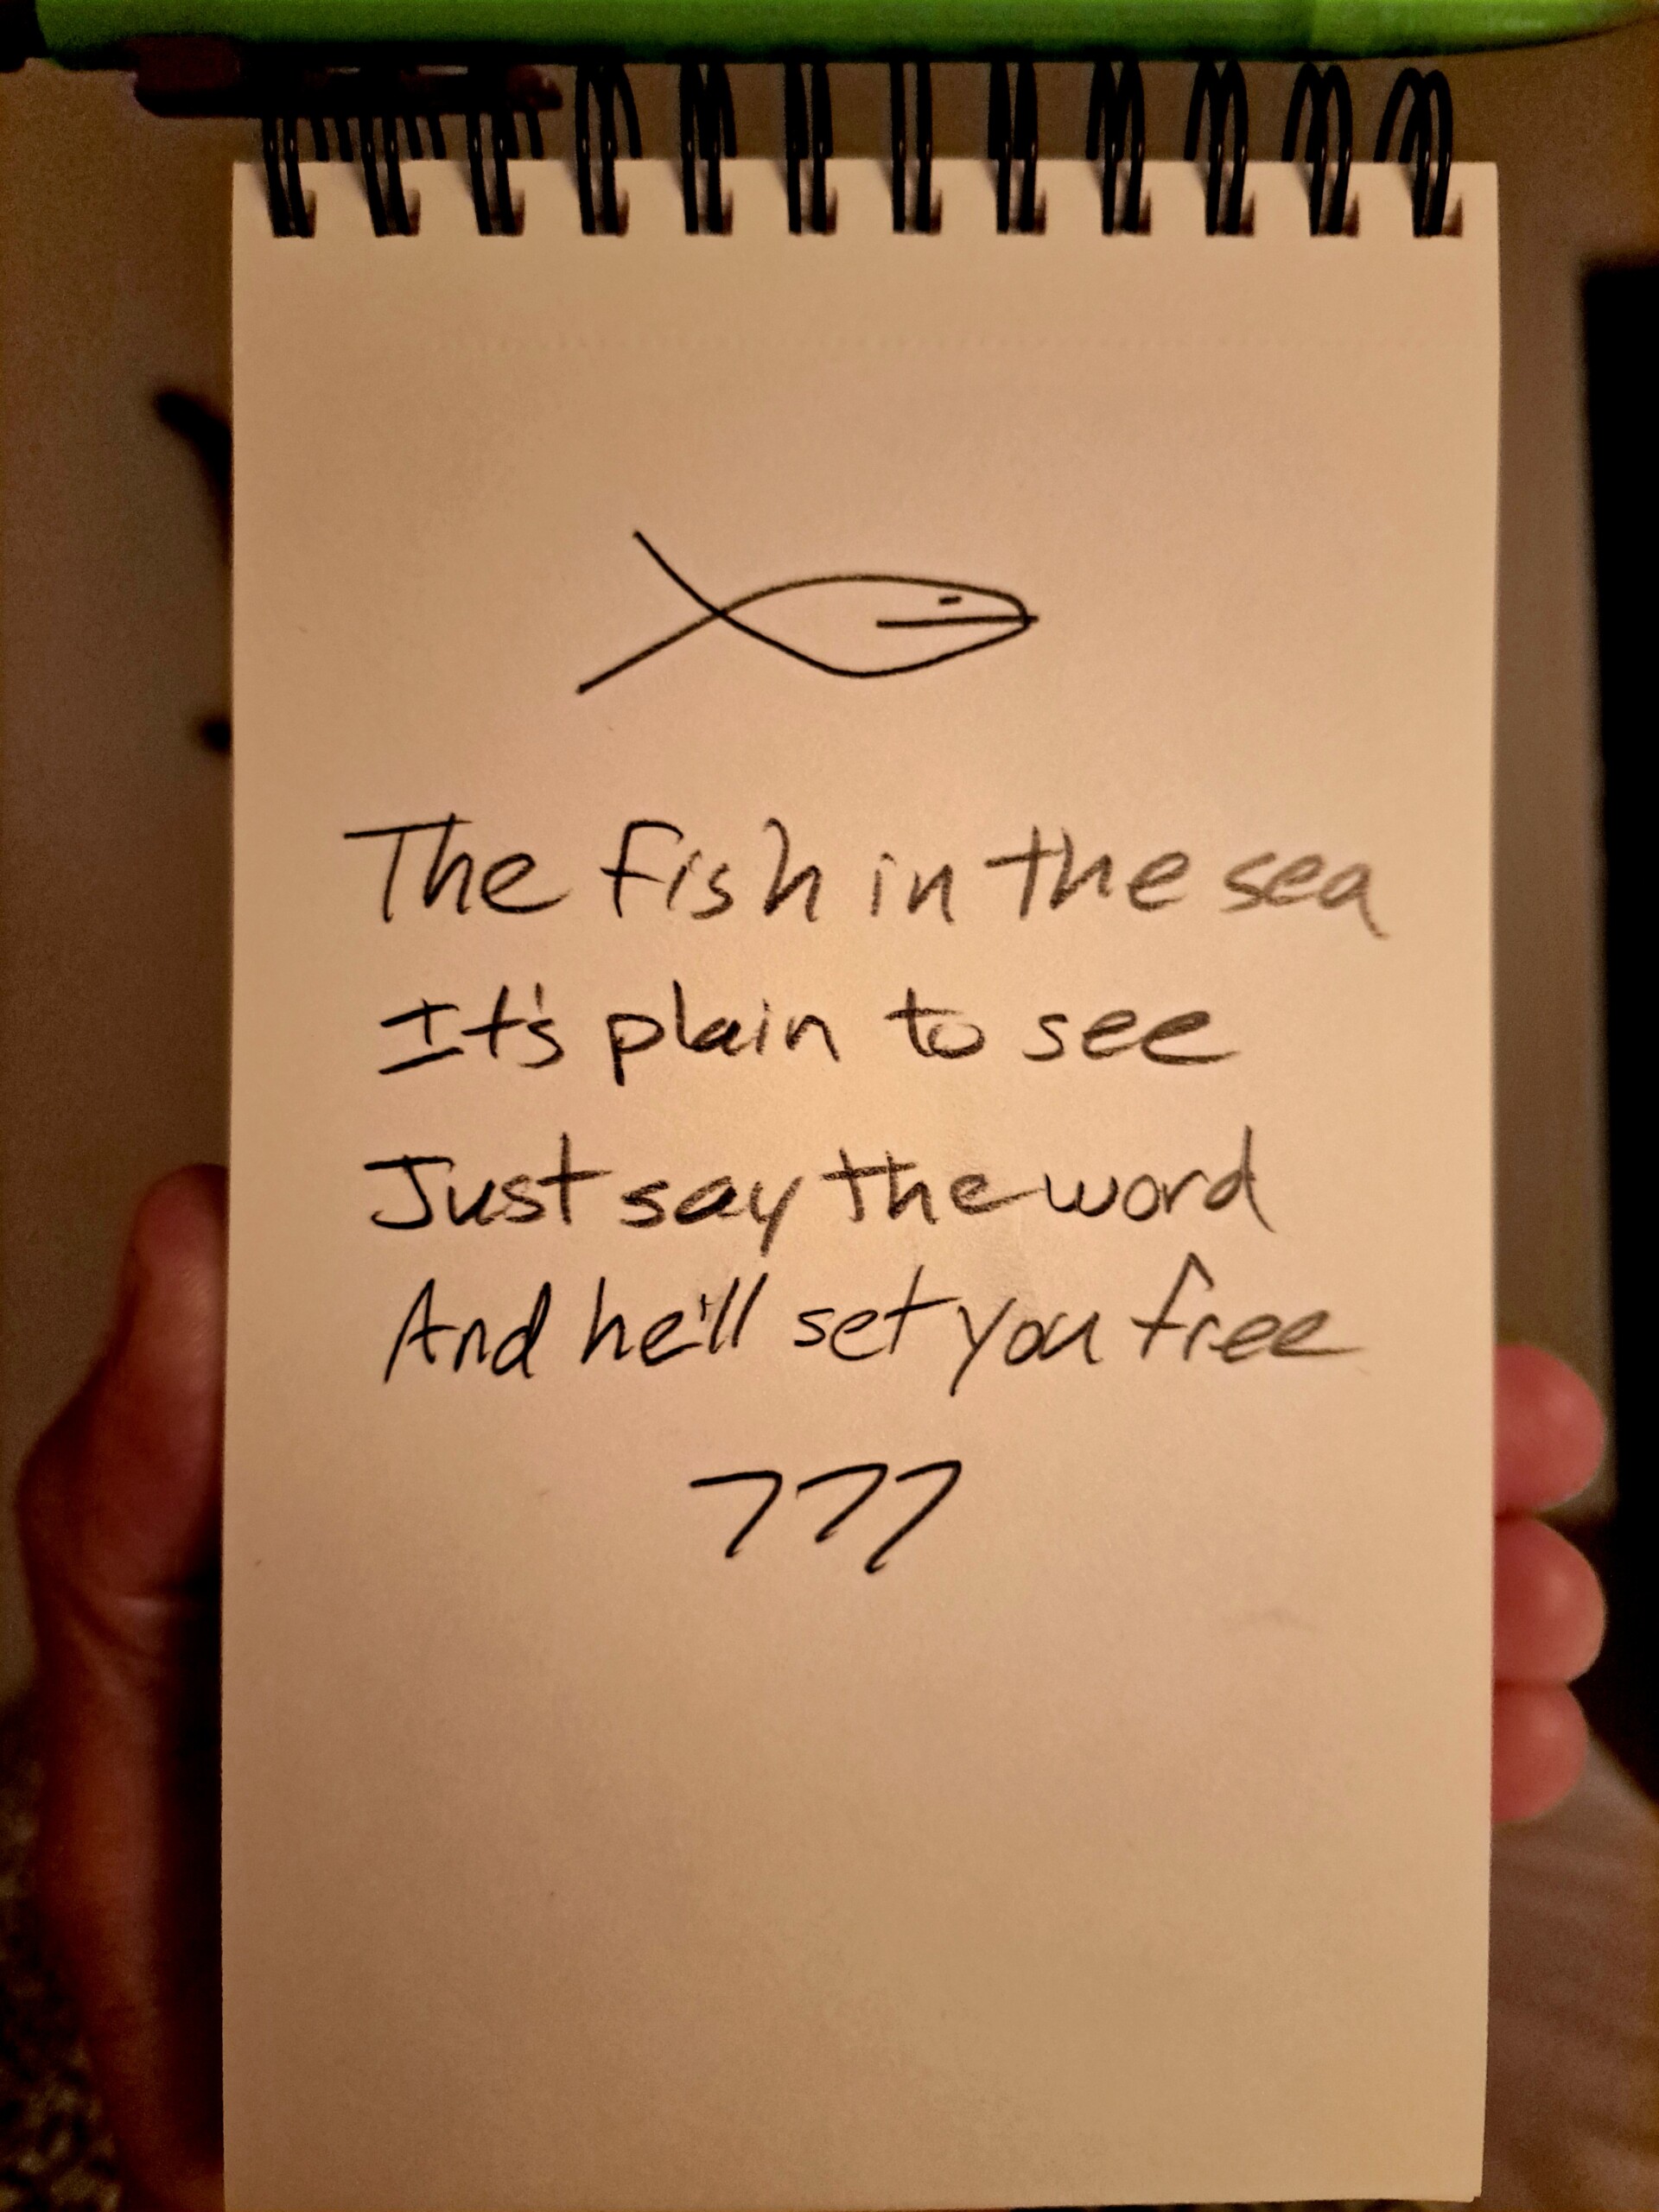 The fish in the sea
It's plain to see
Just say the word
And he'll set you free
777